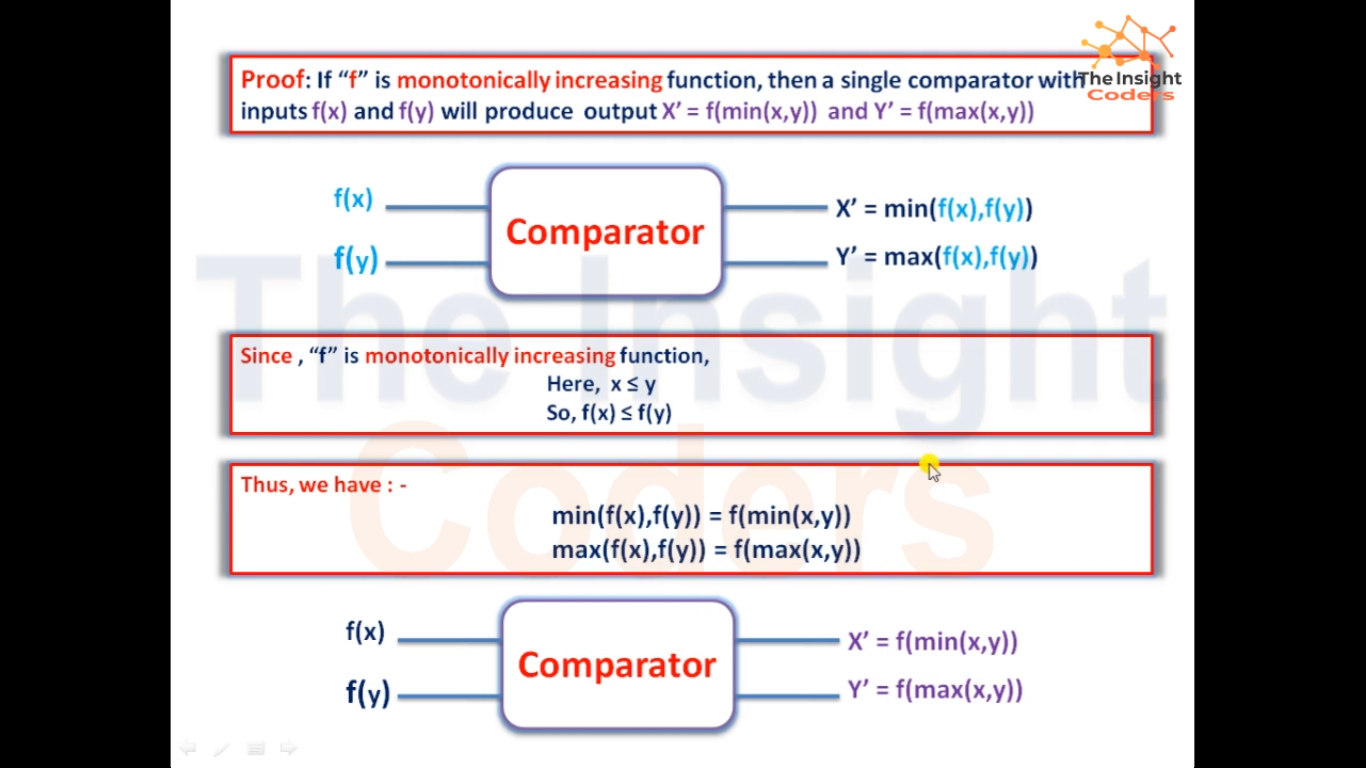 The Insight
Coders
Proof: If “f” is monotonically increasing function, then a single comparator with
inputs f(x) and f(y) will produce output X’ = f(min(x,y)) and Y’ = f(max(x,y))
f(x)
Comparator
X’ = min(f(x),f(y))
f(y)
Y’ = max(f(x),f(y))
The Insight
Coders
Since , “f” is monotonically increasing function,
Here, x ≤ y
So, f(x) ≤ f(y)
Thus, we have : -
min(f(x),f(y)) = f(min(x,y))
max(f(x),f(y)) = f(max(x,y))
f(x)
Comparator
X’ = f(min(x,y))
f(y)
Y’ = f(max(x,y))